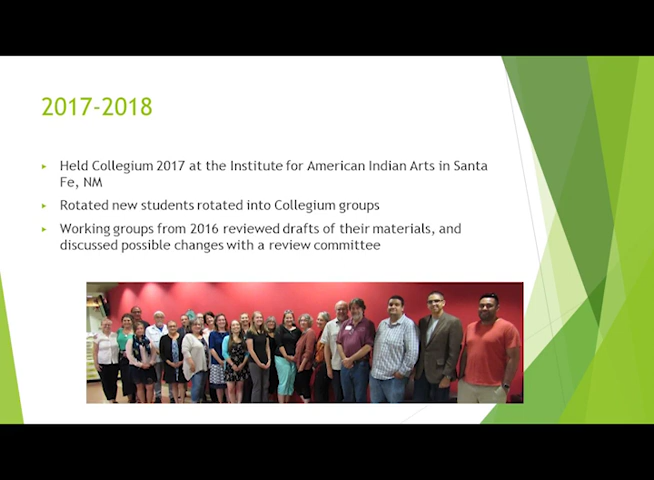 2017-2018
Held Collegium 2017 at the Institute for American Indian Arts in Santa
Fe, NM
Rotated new students rotated into Collegium groups
Working groups from 2016 reviewed drafts of their materials, and
discussed possible changes with a review committee